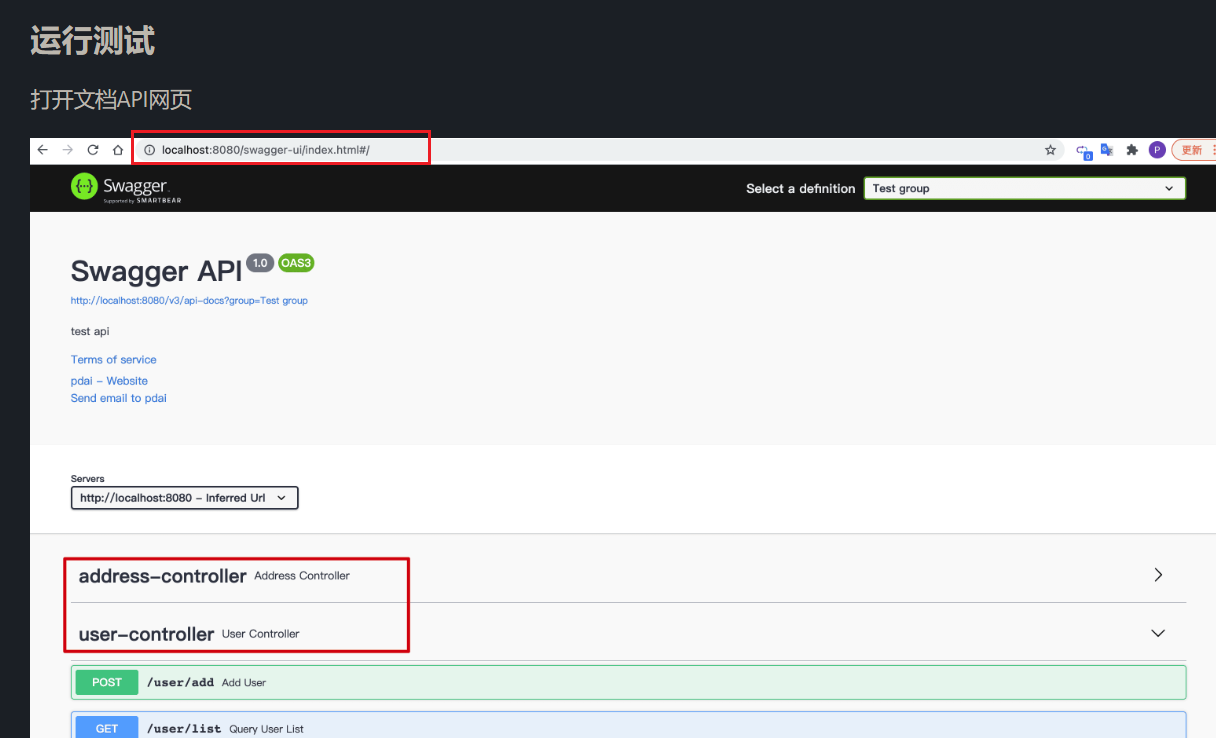 运行测试
打开文档API网页
localhost:8080/swagger-ui/index.html#/
P
更新
0
Swagger.
Supported by SMARTBEAR
Select a definition
Test group
Swagger API 1.0 OAS3
http://localhost:8080/v3/api-docs?group=Test group
test api
Terms of service
pdai - Website
Send email to pdai
Servers
http://localhost:8080 - Inferred Url
address-controller Address Controller
user-controller User Controller
POST /user/add Add User
GET /user/list Query User List